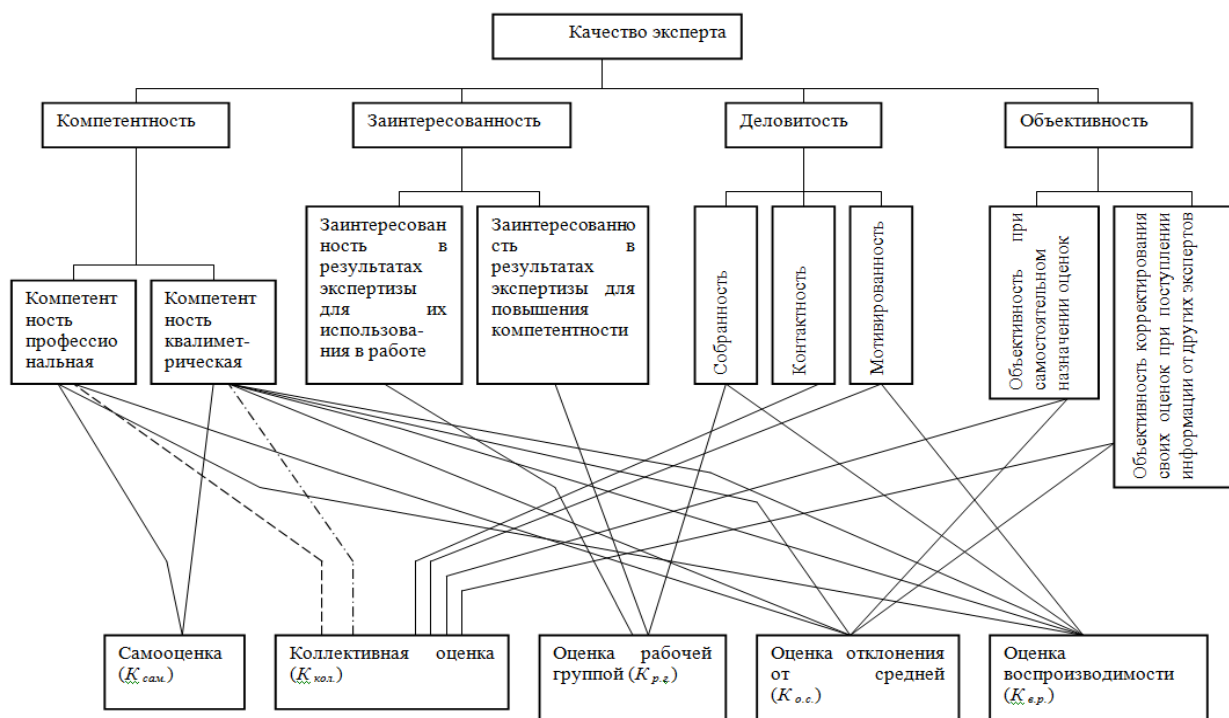 Качество эксперта
Компетентность
Заинтересованность
Деловитость
Объективность
Заинтересован
ность в
результатах
экспертизы
для их
использова-
ния в работе
Заинтересованно
сть в
результатах
экспертизы для
повышения
компетентности
Собранность
Контактность
Мотивированность
Объективность при
самостоятельном
назначении оценок
Объективность корректирования
своих оценок при поступлении
информации от других экспертов
Компетент
ность
профессио
нальная
Компетент
ность
квалимет-
рическая
Самооценка
(К сам.)
Коллективная оценка
(К кол.)
Оценка рабочей
группой (К р.г.)
Оценка отклонения
от средней
(К о.с.)
Оценка
воспроизводимости
(К в.р.)